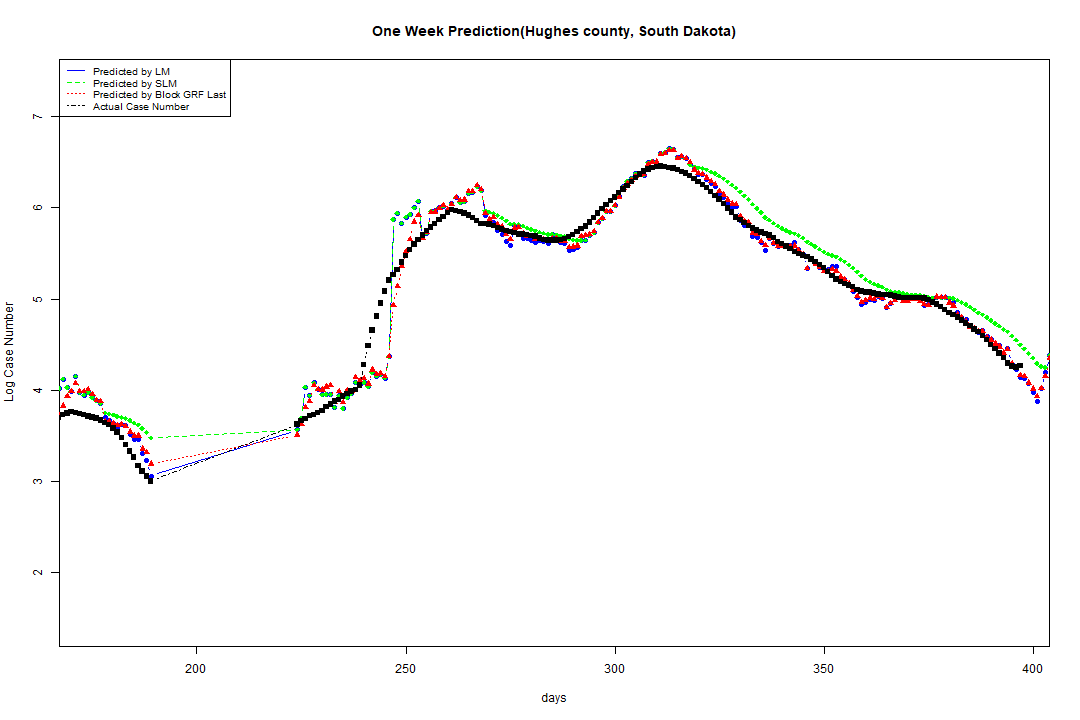 One Week Prediction(Hughes county, South Dakota)
Predicted by LM
Predicted by SLM
Predicted by Block GRF Last
Actual Case Number
7
6
5
4
3
2
Log Case Number
200 250 300 350 400
days